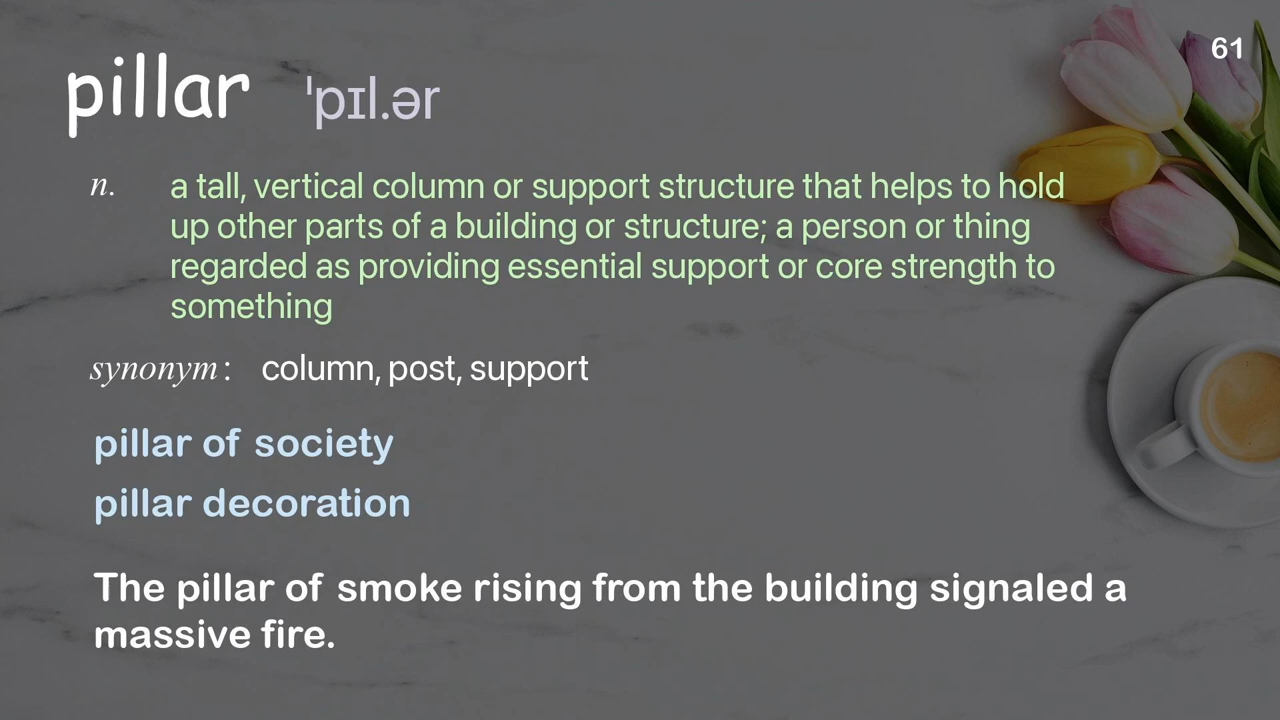 61
pillar ˈpɪl.ər
n. a tall, vertical column or support structure that helps to hold
up other parts of a building or structure; a person or thing
regarded as providing essential support or core strength to
something
synonym: column, post, support
pillar of society
pillar decoration
The pillar of smoke rising from the building signaled a
massive fire.